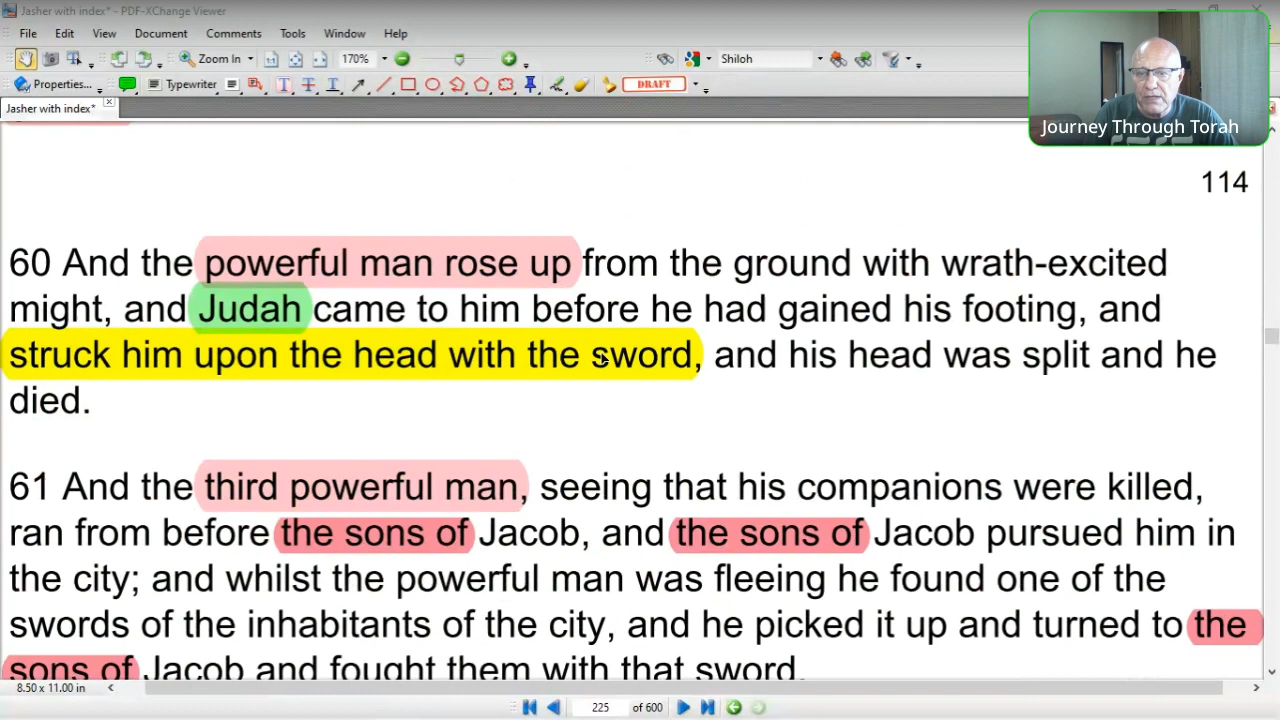 Jasher with index* - PDF-XChange Viewer
File Edit View Document Comments Tools Window Help
Zoom In 170% Shiloh
Properties... Typewriter DRAFT
Jasher with index*
Journey Through Torah
114
60 And the powerful man rose up from the ground with wrath-excited
might, and Judah came to him before he had gained his footing, and
struck him upon the head with the sword, and his head was split and he
died.
61 And the third powerful man, seeing that his companions were killed,
ran from before the sons of Jacob, and the sons of Jacob pursued him in
the city; and whilst the powerful man was fleeing he found one of the
swords of the inhabitants of the city, and he picked it up and turned to the
sons of Jacob and fought them with that sword.
8.50 x 11.00 in
225 of 600